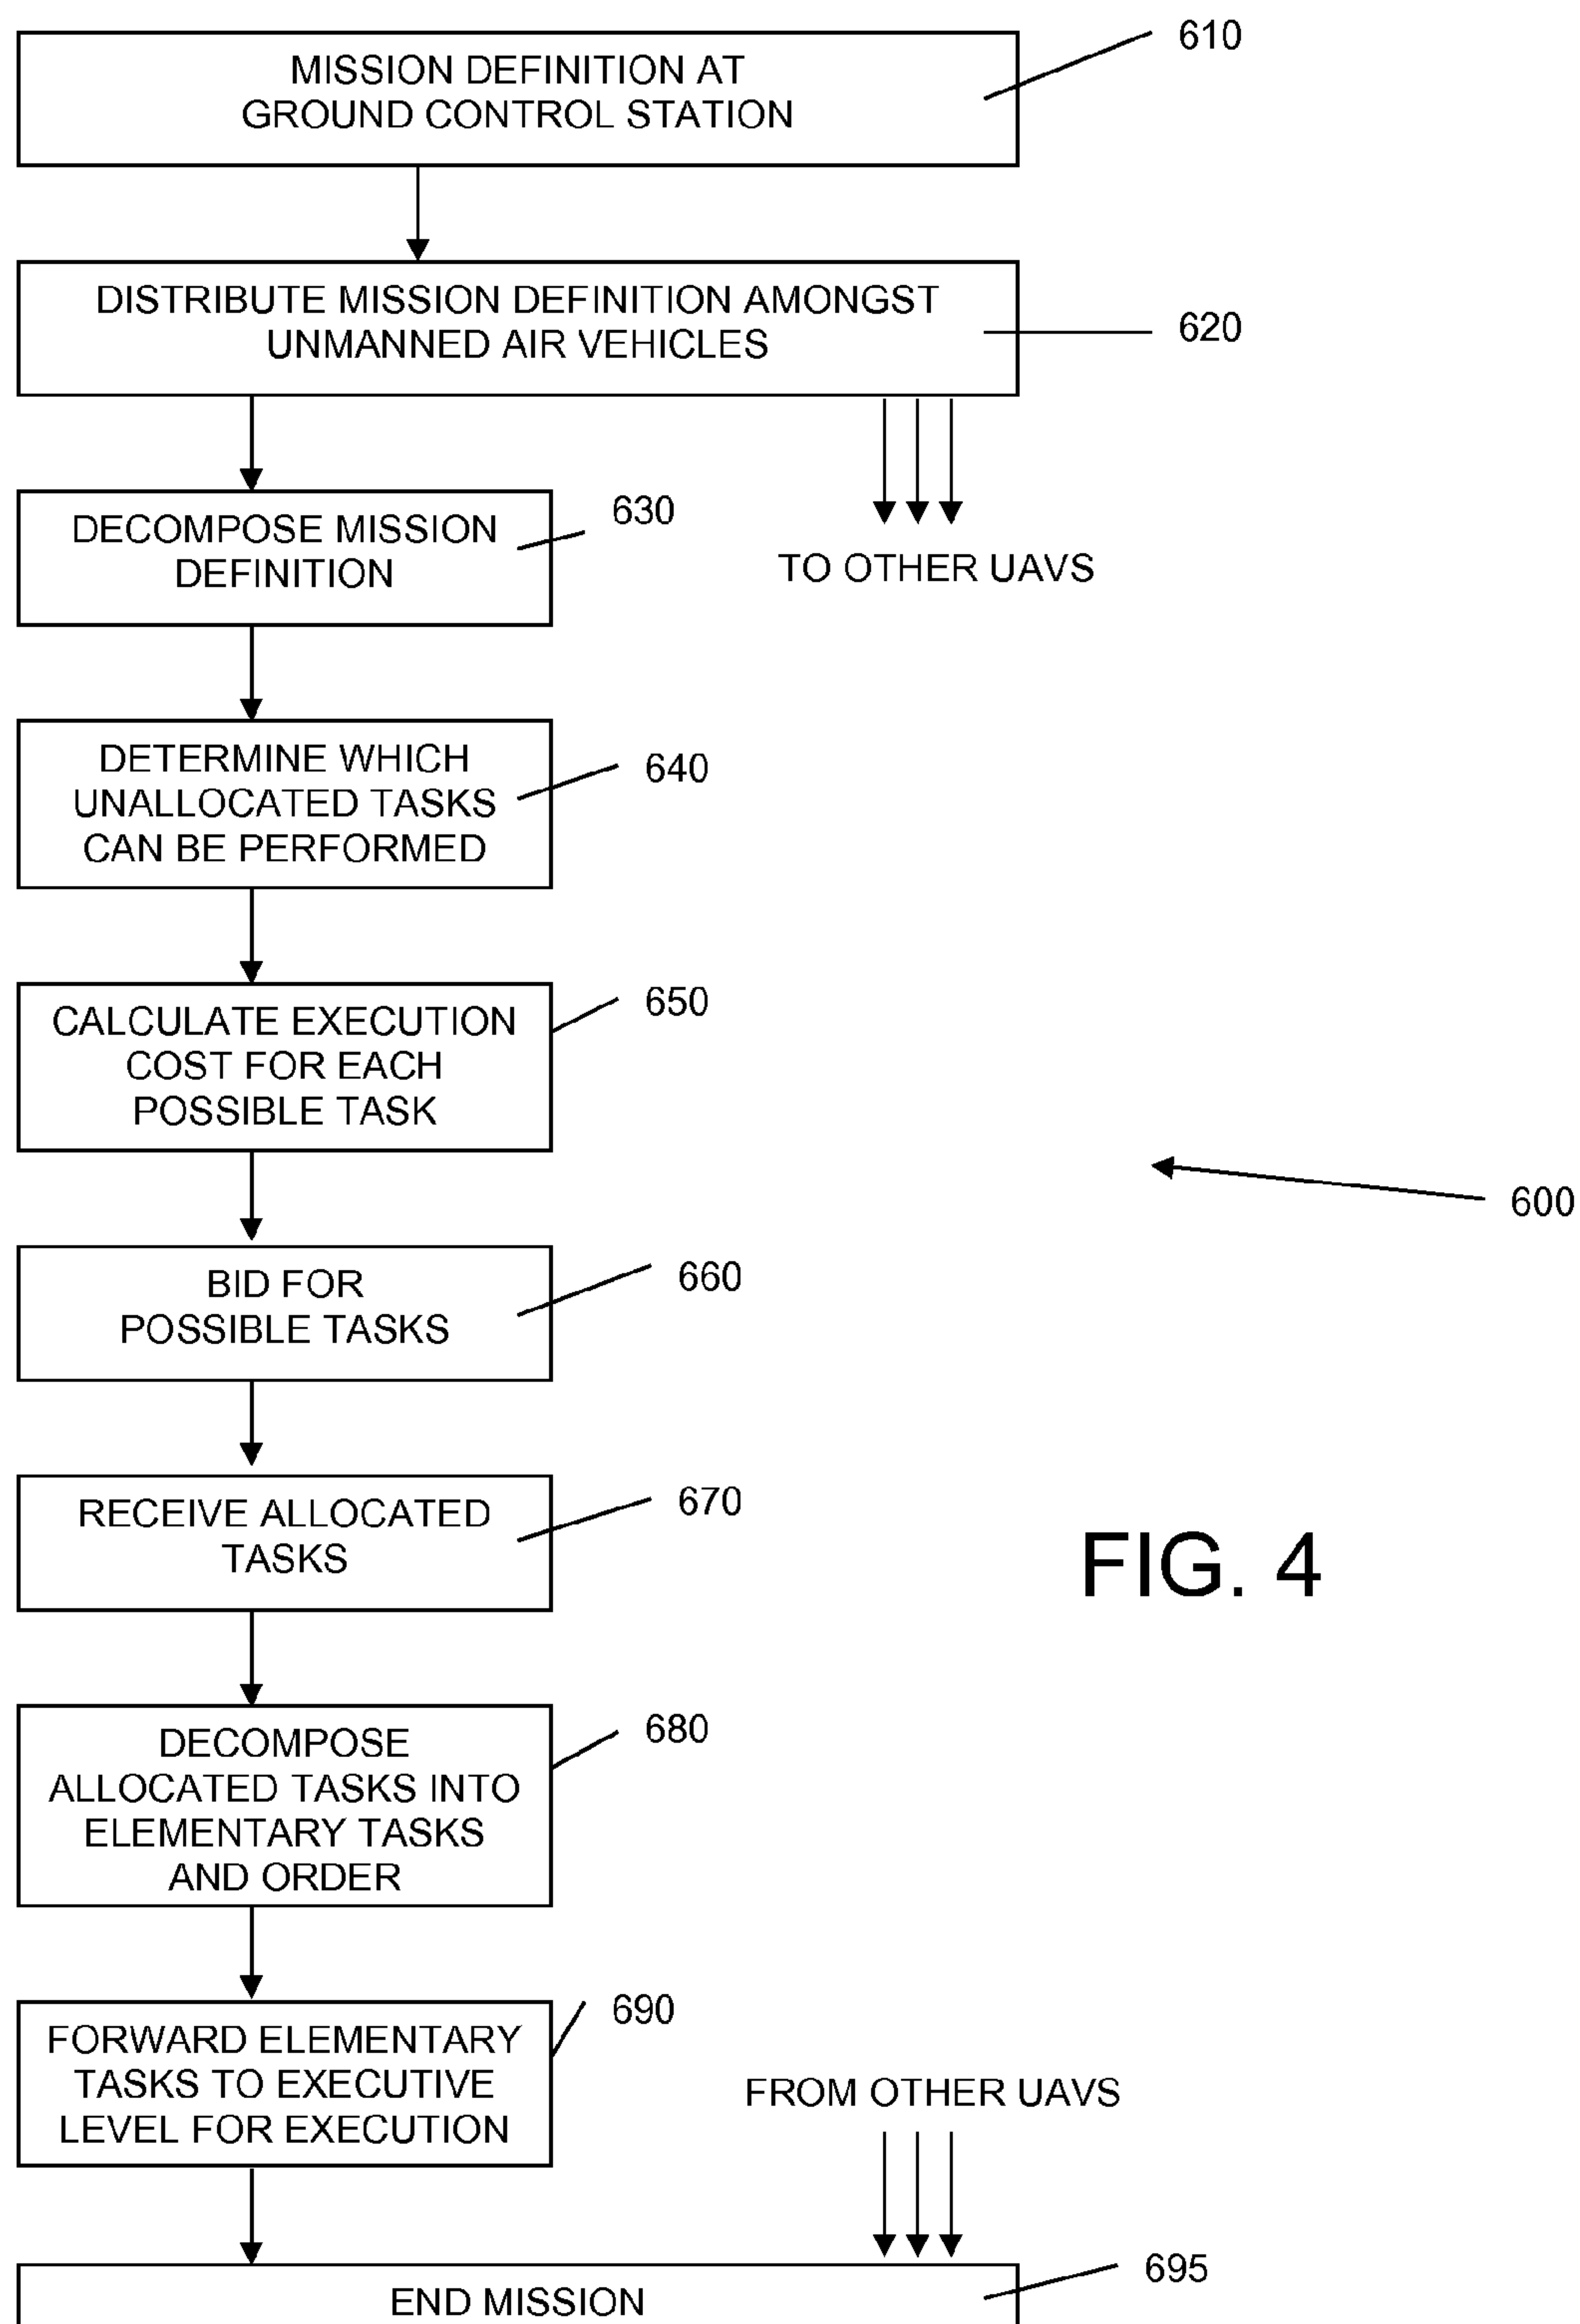 610
MISSION DEFINITION AT
GROUND CONTROL STATION
DISTRIBUTE MISSION DEFINITION AMONGST
UNMANNED AIR VEHICLES
620
DECOMPOSE MISSION
DEFINITION
630
TO OTHER UAVS
DETERMINE WHICH
UNALLOCATED TASKS
CAN BE PERFORMED
640
CALCULATE EXECUTION
COST FOR EACH
POSSIBLE TASK
650
600
BID FOR
POSSIBLE TASKS
660
RECEIVE ALLOCATED
TASKS
670
FIG. 4
DECOMPOSE
ALLOCATED TASKS INTO
ELEMENTARY TASKS
AND ORDER
680
FORWARD ELEMENTARY
TASKS TO EXECUTIVE
LEVEL FOR EXECUTION
690
FROM OTHER UAVS
END MISSION
695